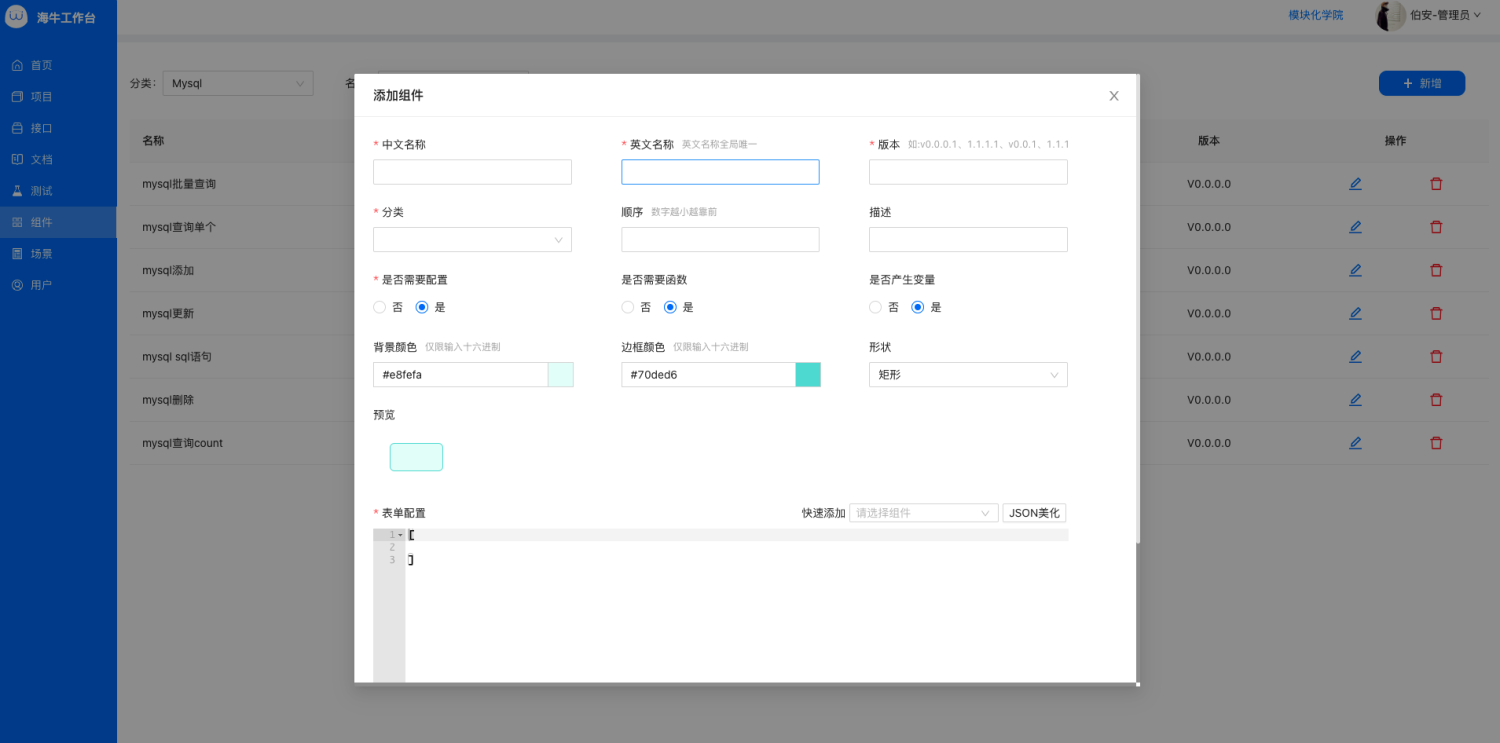 海牛工作台
模块化学院
伯安-管理员
首页
项目
接口
文档
测试
组件
场景
用户
分类:
Mysql
新增
名称
版本
操作
mysql批量查询
V0.0.0.0
mysql查询单个
V0.0.0.0
mysql添加
V0.0.0.0
mysql更新
V0.0.0.0
mysql sql语句
V0.0.0.0
mysql删除
V0.0.0.0
mysql查询count
V0.0.0.0
添加组件
* 中文名称
* 英文名称 英文名称全局唯一
* 版本 如:v0.0.0.1、1.1.1.1、v0.0.1、1.1.1
* 分类
顺序 数字越小越靠前
描述
* 是否需要配置
是否需要函数
是否产生变量
否 是
否 是
否 是
背景颜色 仅限输入十六进制
边框颜色 仅限输入十六进制
形状
#e8fefa
#70ded6
矩形
预览
* 表单配置
快速添加 请选择组件 JSON美化
1 [
2
3 ]